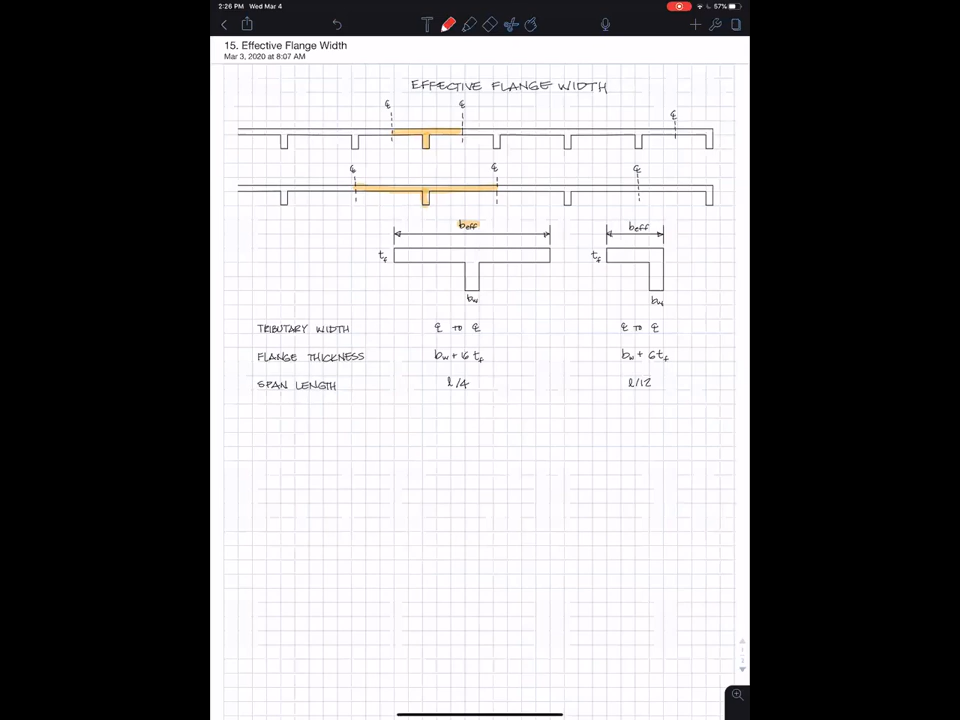 2:26 PM Wed Mar 4
57%
T
15. Effective Flange Width
Mar 3, 2020 at 8:07 AM
EFFECTIVE FLANGE WIDTH
℄ ℄ ℄
℄ ℄ ℄
beff beff
tf tf
bw bw
TRIBUTARY WIDTH ℄ TO ℄ ℄ TO ℄
FLANGE THICKNESS bw + 16 tf bw + 6tf
SPAN LENGTH l/4 l/12